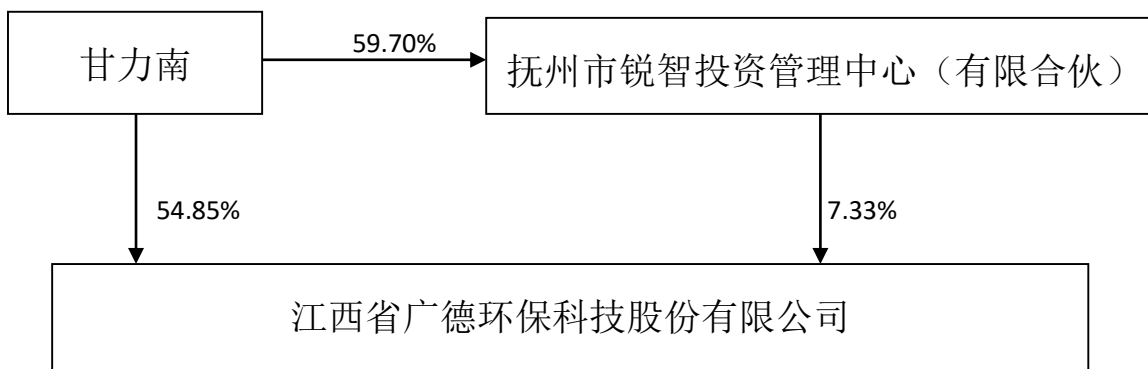 甘力南
59.70%
抚州市锐智投资管理中心（有限合伙）
54.85%
7.33%
江西省广德环保科技股份有限公司